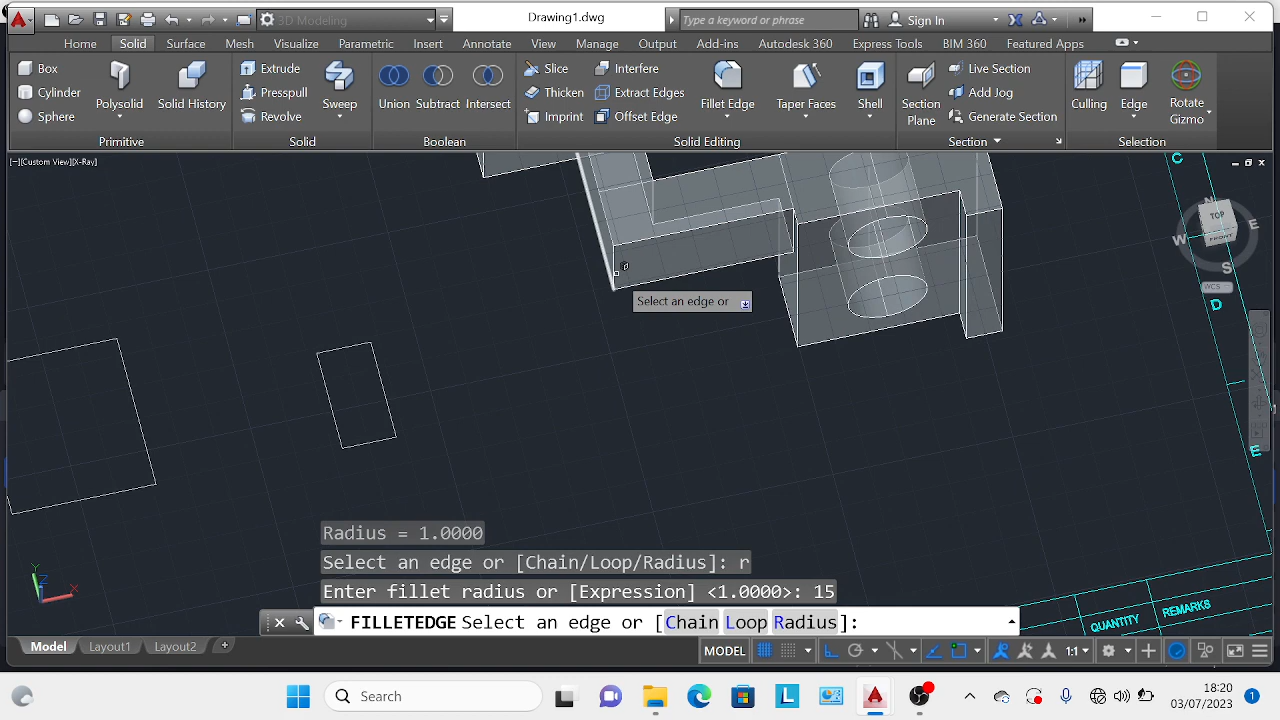 3D Modeling
Drawing1.dwg
Type a keyword or phrase
Sign In
Home Solid Surface Mesh Visualize Parametric Insert Annotate View Manage Output Add-ins Autodesk 360 Express Tools BIM 360 Featured Apps
Box
Cylinder
Sphere
Polysolid
Solid History
Primitive
Extrude
Presspull
Revolve
Sweep
Solid
Union
Subtract
Intersect
Boolean
Slice
Thicken
Imprint
Interfere
Extract Edges
Offset Edge
Fillet Edge
Taper Faces
Shell
Solid Editing
Section
Plane
Live Section
Add Jog
Generate Section
Section
Culling
Edge
Rotate
Gizmo
Selection
[−][Custom View][X-Ray]
C
N
TOP
FRONT
W
E
S
WCS
D
E
Select an edge or
REMARKS
QUANTITY
Y
Z
X
Radius = 1.0000
Select an edge or [Chain/Loop/Radius]: r
Enter fillet radius or [Expression] <1.0000>: 15
FILLETEDGE Select an edge or [Chain Loop Radius]:
Model Layout1 Layout2 +
MODEL
1:1
Search
18:20
03/07/2023
1